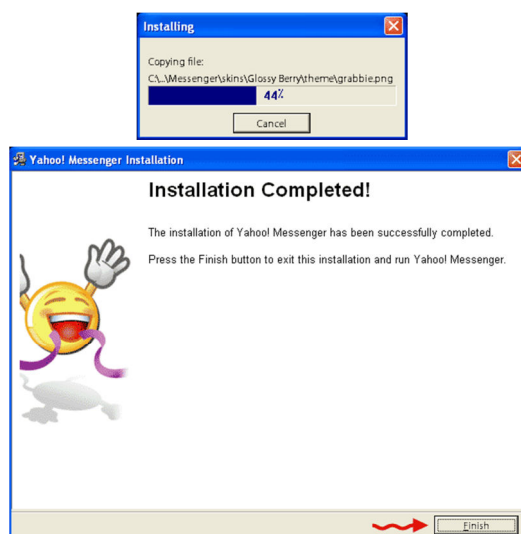 Installing
Copying file:
C:\..\Messenger\skins\Glossy Berry\theme\grabbie.png
44%
Cancel
Yahoo! Messenger Installation
Installation Completed!
The installation of Yahoo! Messenger has been successfully completed.
Press the Finish button to exit this installation and run Yahoo! Messenger.
Finish